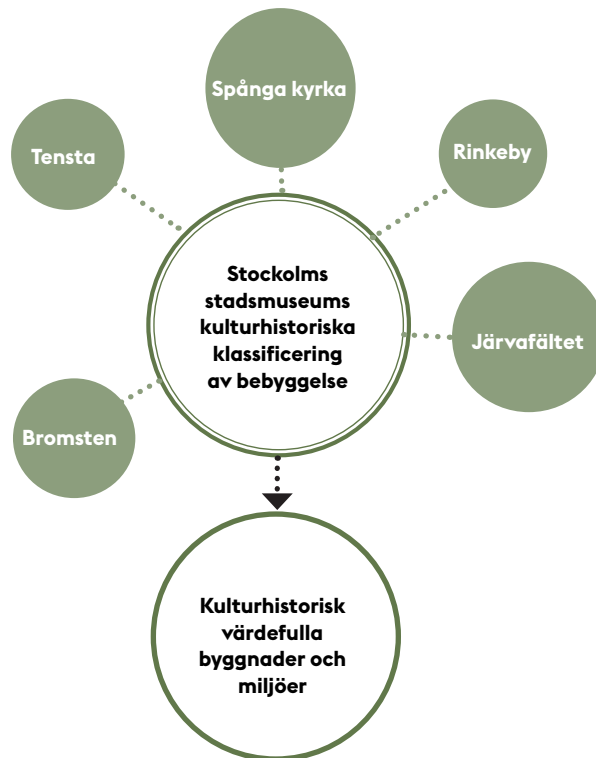 Spånga kyrka
Tensta
Rinkeby
Stockolms
stadsmuseums
kulturhistoriska
klassificering
av bebyggelse
Järvafältet
Bromsten
Kulturhistorisk
värdefulla
byggnader och
miljöer